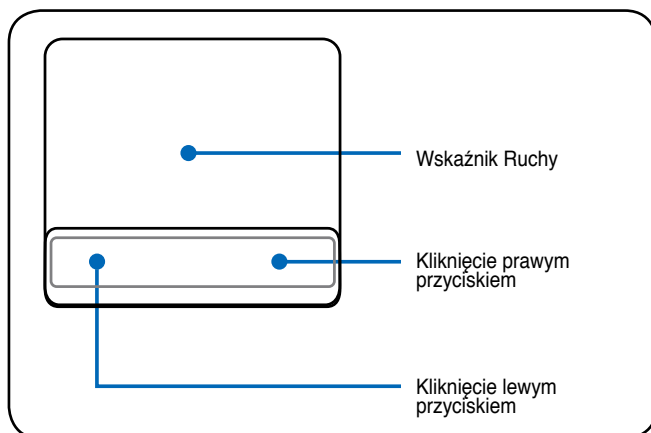 Wskaźnik Ruchy
Kliknięcie prawym
przyciskiem
Kliknięcie lewym
przyciskiem